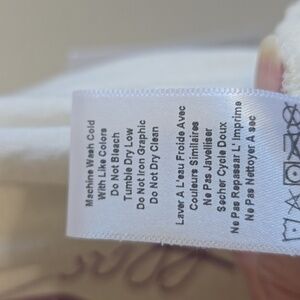 Machine Wash Cold
With Like Colors
Do Not Bleach
Tumble Dry Low
Do Not Iron Graphic
Do Not Dry Clean
Laver A L'eau Froide Avec
Couleurs Similaires
Ne Pas Javelliser
Secher Cycle Doux
Ne Pas Repassar L' Imprime
Ne Pas Nettoyer A sec